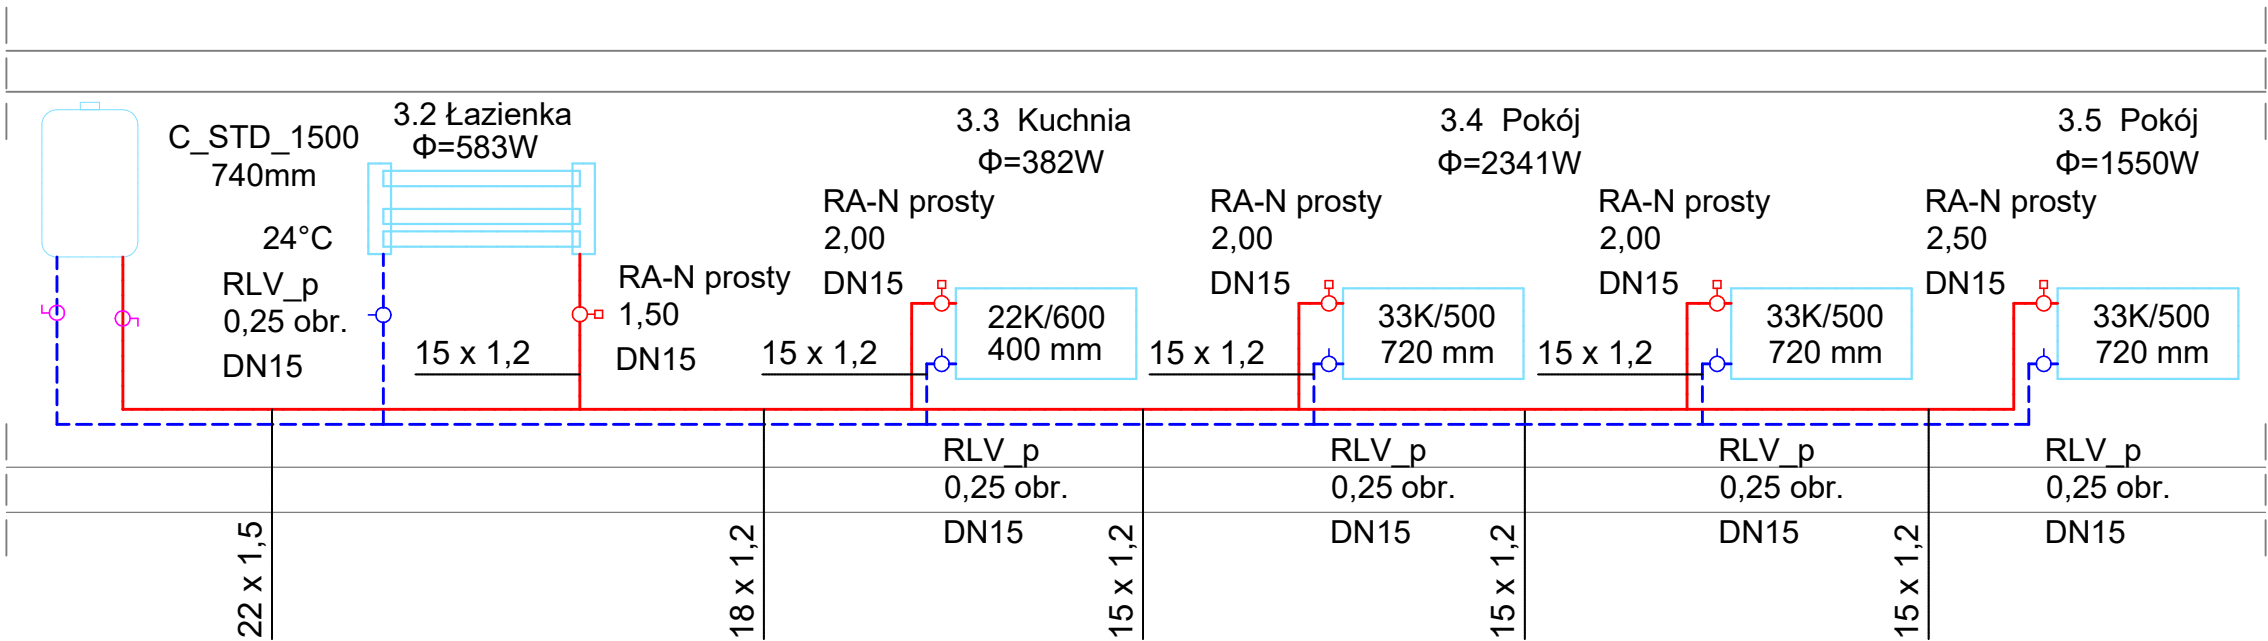 C_STD_1500
740mm
24°C
3.2 Łazienka
Φ=583W
RLV_p
0,25 obr.
DN15
15 x 1,2
RA-N prosty
1,50
DN15
3.3 Kuchnia
Φ=382W
RA-N prosty
2,00
DN15
15 x 1,2
22K/600
400 mm
RLV_p
0,25 obr.
DN15
3.4 Pokój
Φ=2341W
RA-N prosty
2,00
DN15
15 x 1,2
33K/500
720 mm
RLV_p
0,25 obr.
DN15
RA-N prosty
2,00
DN15
15 x 1,2
33K/500
720 mm
RLV_p
0,25 obr.
DN15
3.5 Pokój
Φ=1550W
RA-N prosty
2,50
DN15
33K/500
720 mm
RLV_p
0,25 obr.
DN15
22 x 1,5
18 x 1,2
15 x 1,2
15 x 1,2
15 x 1,2